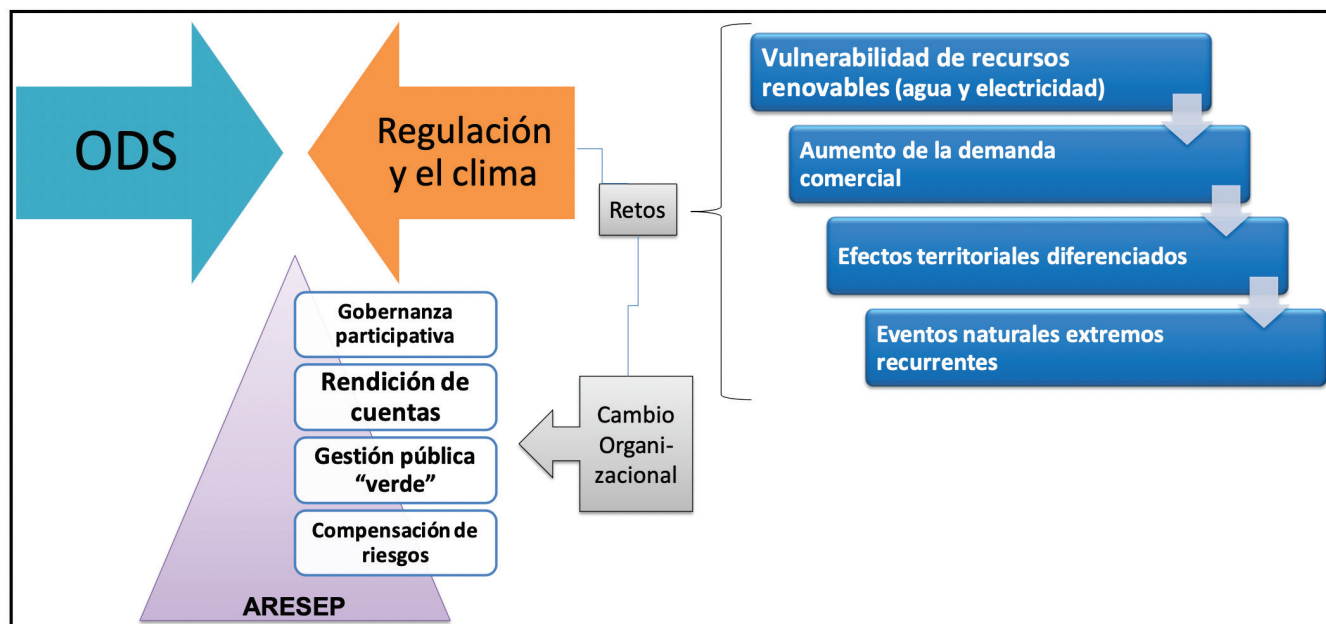 ODS
Regulación
y el clima
Retos
Vulnerabilidad de recursos
renovables (agua y electricidad)
Aumento de la demanda
comercial
Efectos territoriales diferenciados
Eventos naturales extremos
recurrentes
Gobernanza
participativa
Rendición de
cuentas
Gestión pública
“verde”
Compensación de
riesgos
ARESEP
Cambio
Organi-
zacional